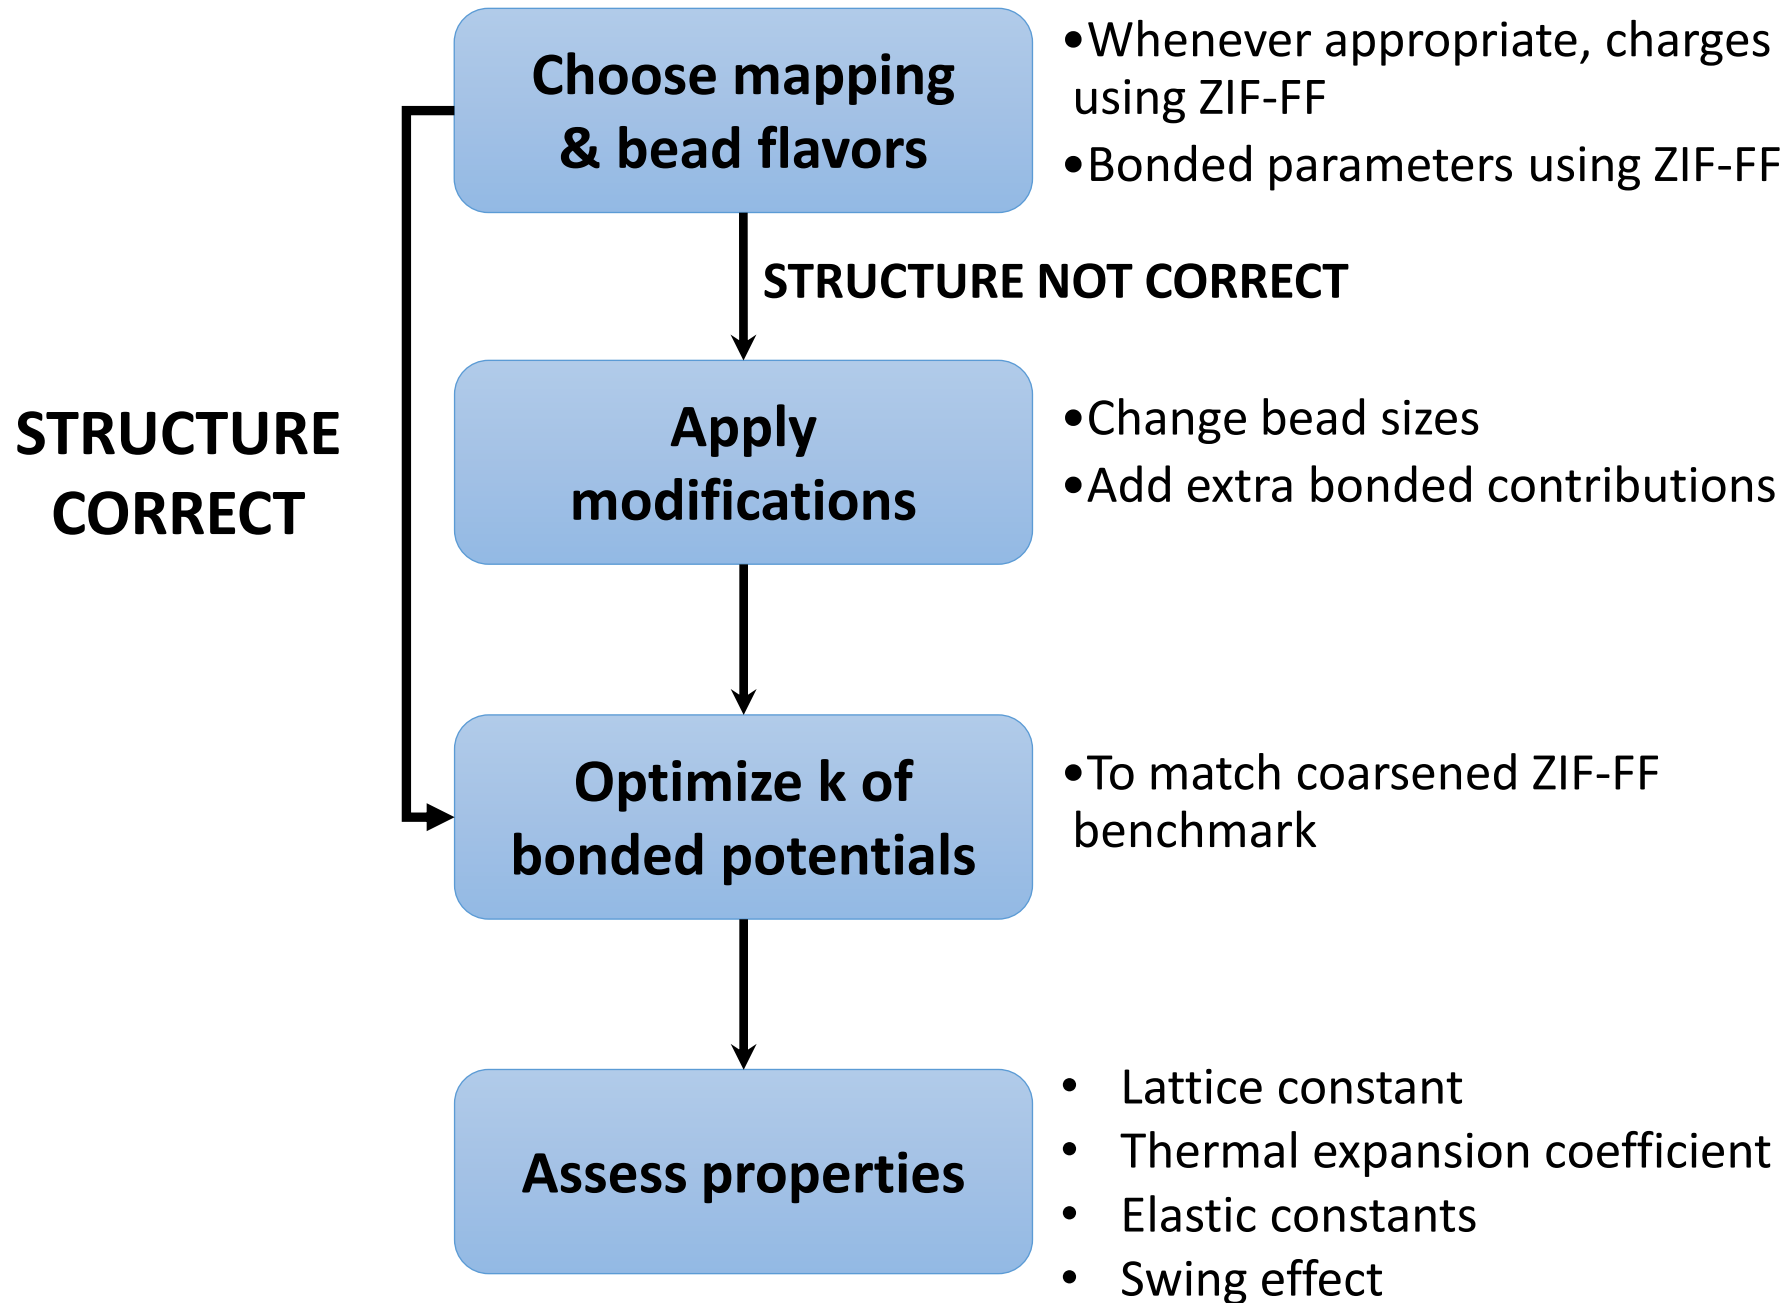 Choose mapping
& bead flavors
•Whenever appropriate, charges
using ZIF-FF
•Bonded parameters using ZIF-FF
STRUCTURE NOT CORRECT
STRUCTURE
CORRECT
Apply
modifications
•Change bead sizes
•Add extra bonded contributions
Optimize k of
bonded potentials
•To match coarsened ZIF-FF
benchmark
Assess properties
• Lattice constant
• Thermal expansion coefficient
• Elastic constants
• Swing effect